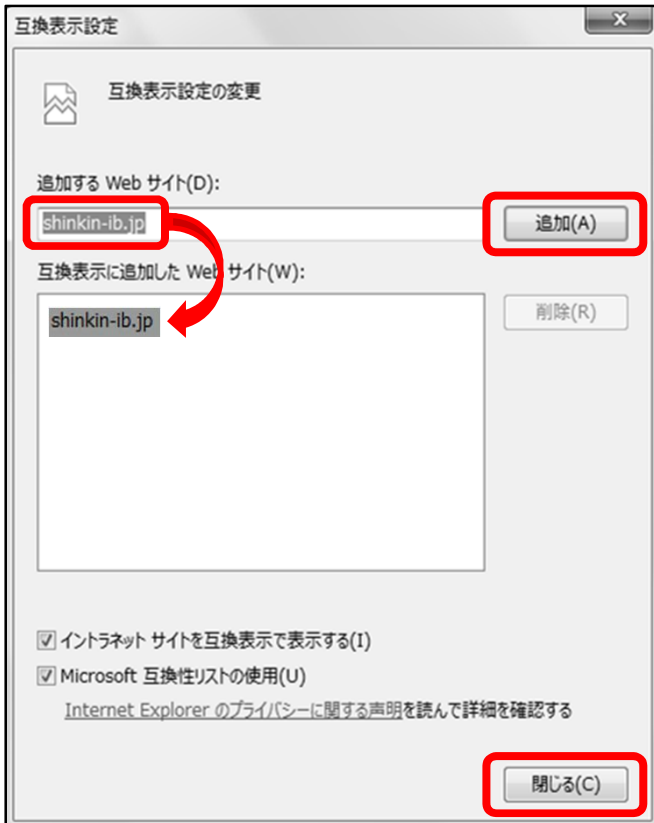 互換表示設定
互換表示設定の変更
追加する Web サイト(D):
shinkin-ib.jp
追加(A)
互換表示に追加した Web サイト(W):
shinkin-ib.jp
削除(R)
イントラネット サイトを互換表示で表示する(I)
Microsoft 互換性リストの使用(U)
Internet Explorer のプライバシーに関する声明を読んで詳細を確認する
閉じる(C)